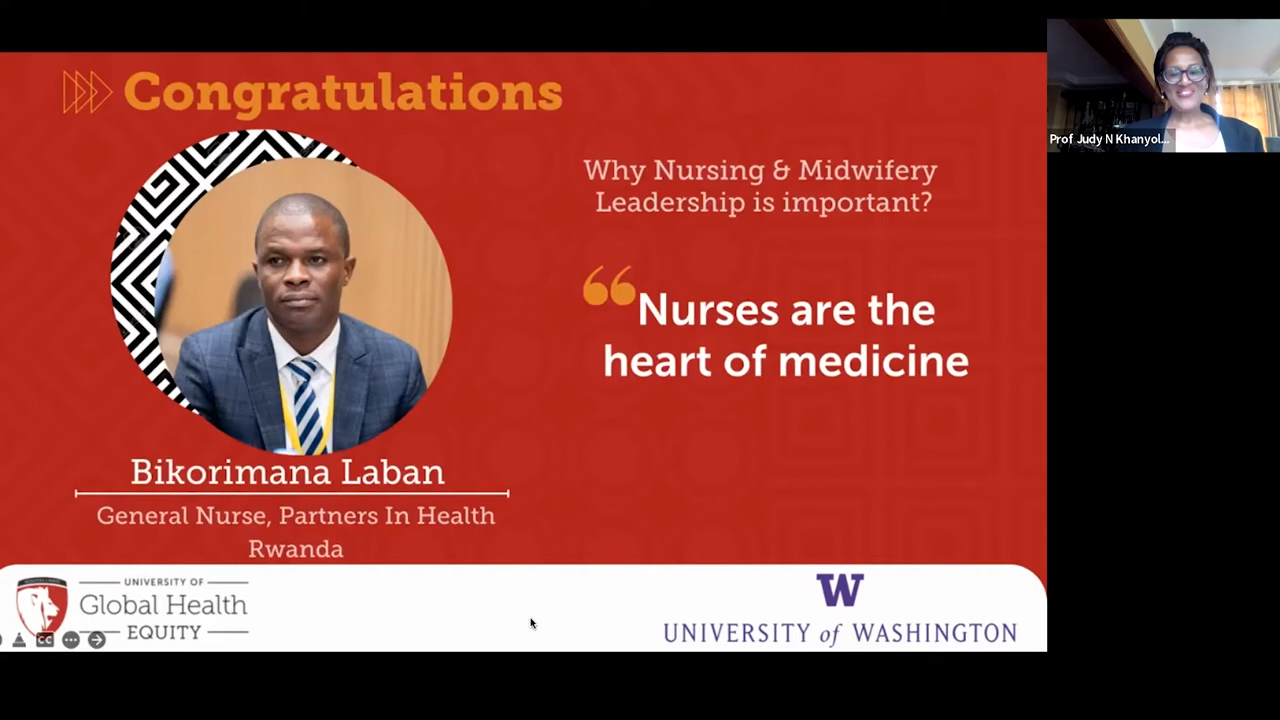 Congratulations
Why Nursing & Midwifery
Leadership is important?
“Nurses are the
heart of medicine
Bikorimana Laban
General Nurse, Partners In Health
Rwanda
UNIVERSITY OF
Global Health
EQUITY
CC
W
UNIVERSITY of WASHINGTON
Prof Judy N Khanyol...